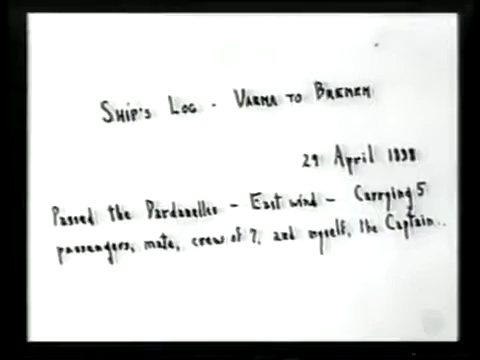 Ship's Log - Varna to Bremen
29 April 1838
Passed the Dardanelles - East wind - Carrying 5
passengers, mate, crew of 7, and myself, the Captain..